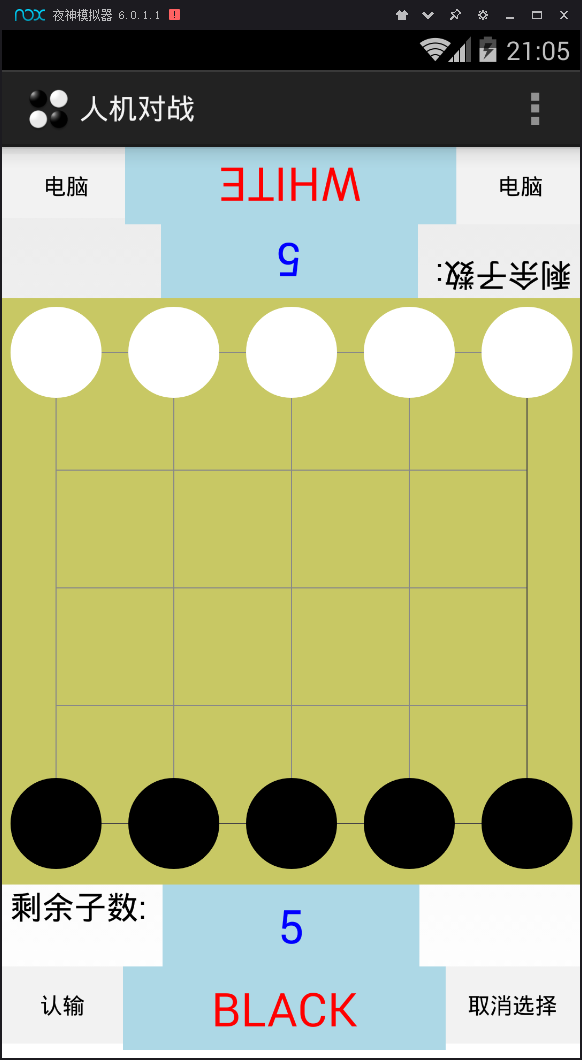 nox 夜神模拟器 6.0.1.1
21:05
人机对战
电脑 WHITE 电脑
5 剩余子数:
剩余子数: 5
认输 BLACK 取消选择